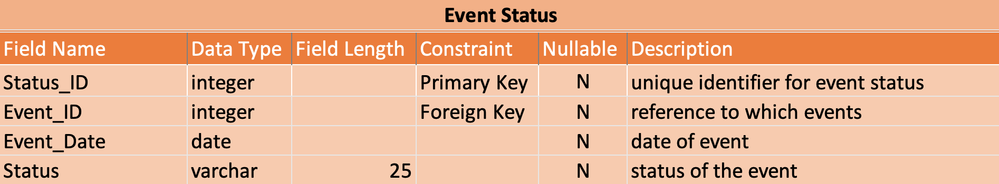 Event Status
Field Name Data Type Field Length Constraint Nullable Description
Status_ID integer Primary Key N unique identifier for event status
Event_ID integer Foreign Key N reference to which events
Event_Date date N date of event
Status varchar 25 N status of the event